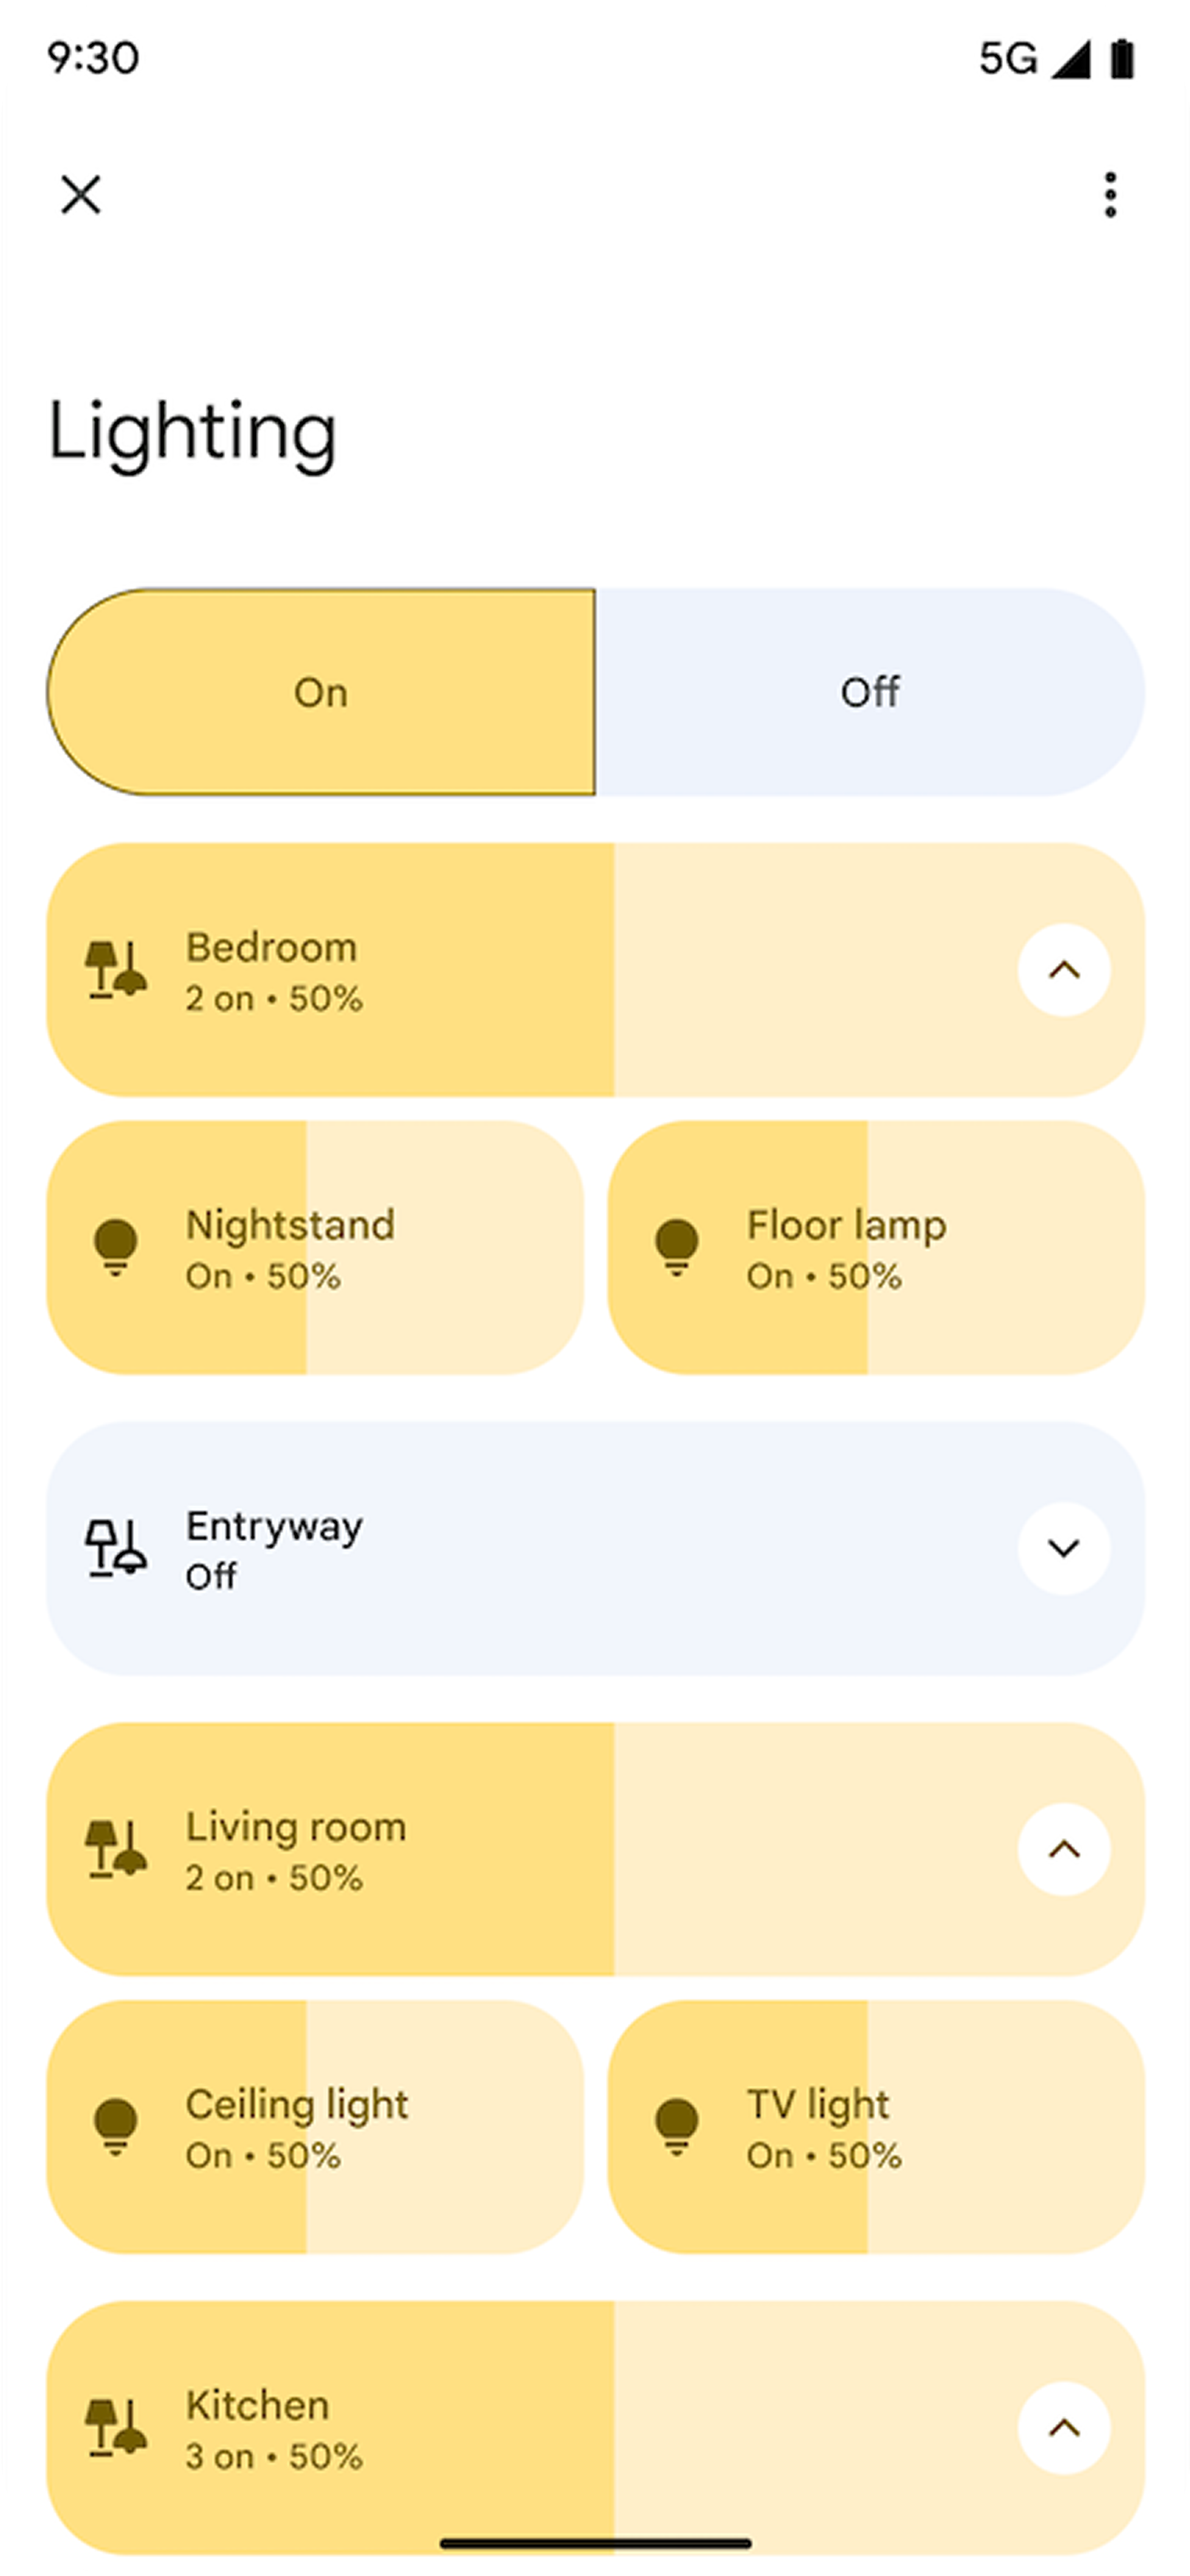 9:30 5G
Lighting
On Off
Bedroom
2 on • 50%
Nightstand Floor lamp
On • 50% On • 50%
Entryway
Off
Living room
2 on • 50%
Ceiling light TV light
On • 50% On • 50%
Kitchen
3 on • 50%